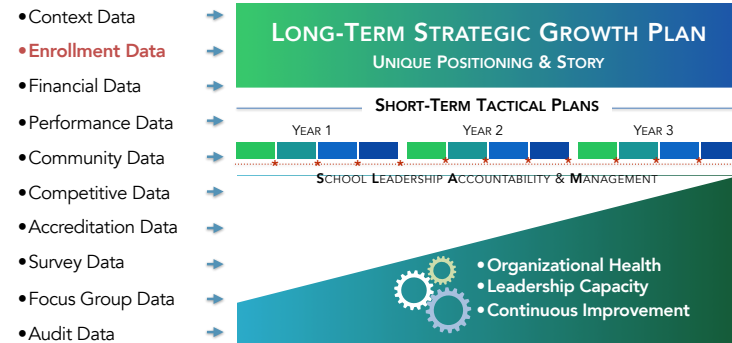 •Context Data
•Enrollment Data
•Financial Data
•Performance Data
•Community Data
•Competitive Data
•Accreditation Data
•Survey Data
•Focus Group Data
•Audit Data
LONG-TERM STRATEGIC GROWTH PLAN
UNIQUE POSITIONING & STORY
SHORT-TERM TACTICAL PLANS
YEAR 1 YEAR 2 YEAR 3
SCHOOL LEADERSHIP ACCOUNTABILITY & MANAGEMENT
•Organizational Health
•Leadership Capacity
•Continuous Improvement